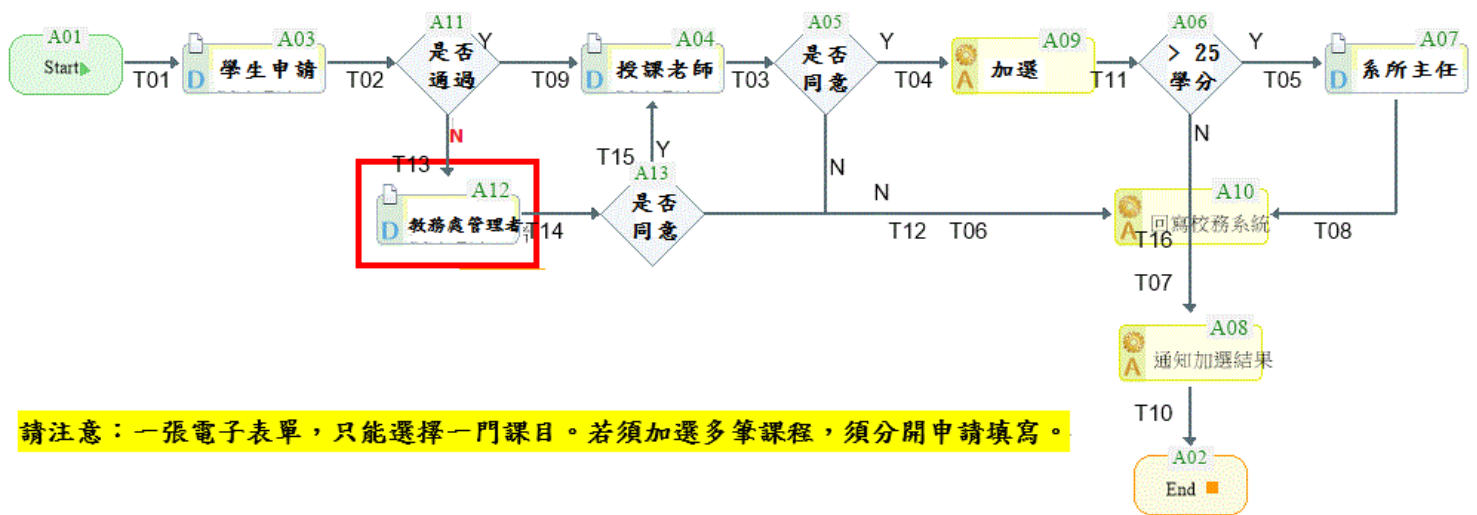 A01
Start
T01
A03
D
學生申請
T02
A11
是否
通過
Y
T09
A04
D
授課老師
T03
A05
是否
同意
Y
T04
A09
A
加選
T11
A06
> 25
學分
Y
T05
A07
D
系所主任
N
T13
A12
D
教務處管理者
T14
T15
Y
A13
是否
同意
N
N
T12
T06
N
A10
A
回寫校務系統
T16
T08
T07
A08
A
通知加選結果
T10
A02
End
請注意：一張電子表單，只能選擇一門課目。若須加選多筆課程，須分開申請填寫。